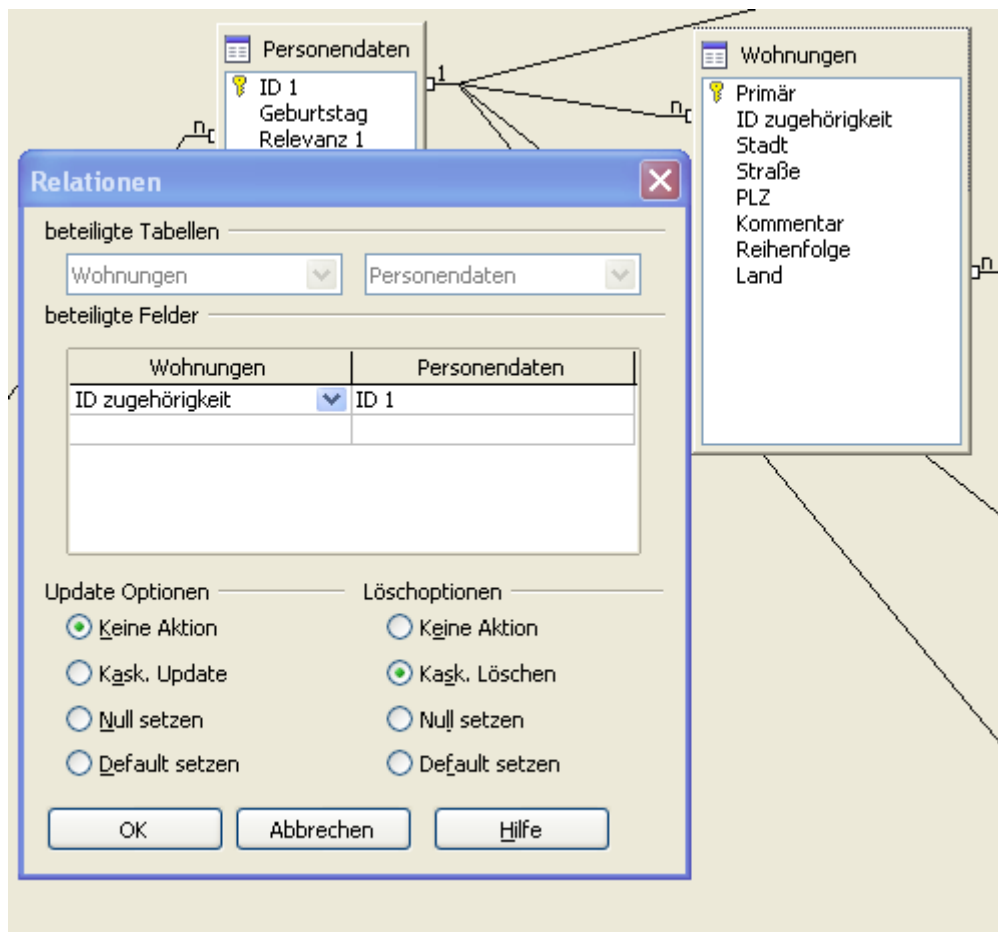 Personendaten
ID 1
Geburtstag
Relevanz 1
1
n
n
Wohnungen
Primär
ID zugehörigkeit
Stadt
Straße
PLZ
Kommentar
Reihenfolge
Land
n
Relationen
beteiligte Tabellen
Wohnungen Personendaten
beteiligte Felder
Wohnungen Personendaten
ID zugehörigkeit ID 1
Update Optionen Löschoptionen
Keine Aktion Keine Aktion
Kask. Update Kask. Löschen
Null setzen Null setzen
Default setzen Default setzen
OK Abbrechen Hilfe